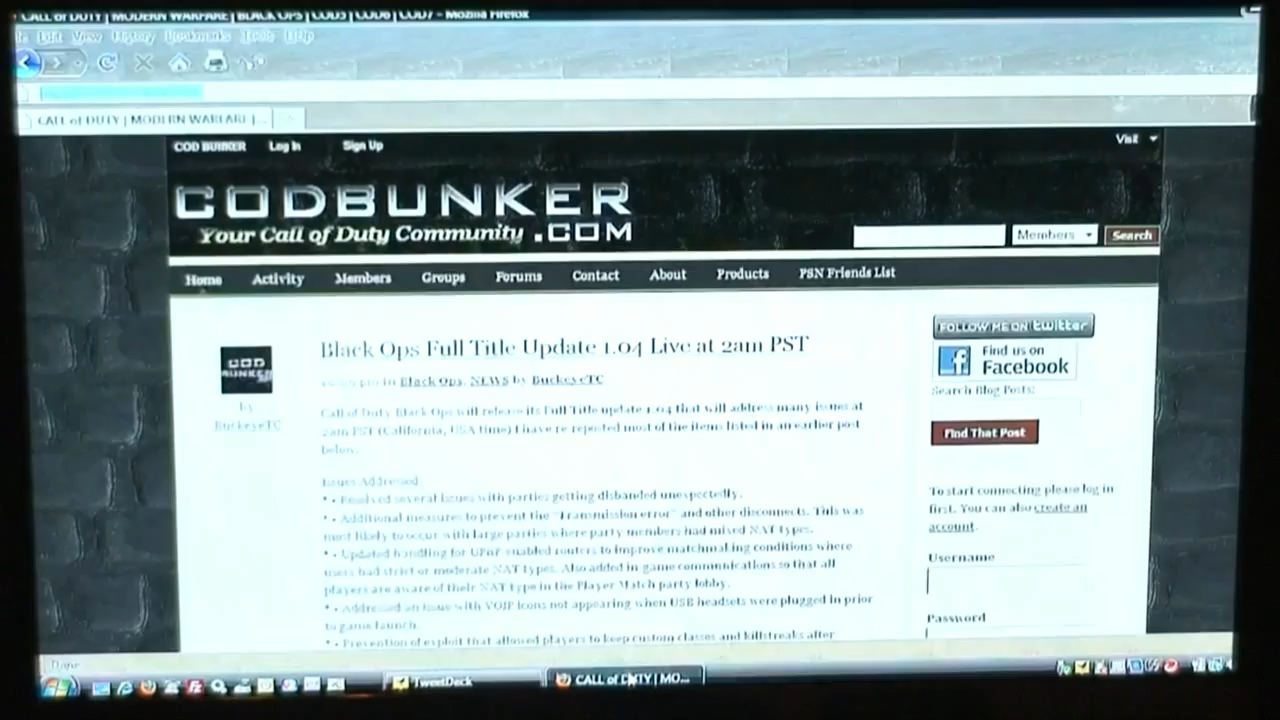 CALL of DUTY | MODERN WARFARE | BLACK OPS | COD5 | COD6 | COD7 - Mozilla Firefox
Edit View History Bookmarks Tools Help
CALL of DUTY | MODERN WARFARE | ...
COD BUNKER Log In Sign Up Visit
CODBUNKER
Your Call of Duty Community .COM
Members Search
Home Activity Members Groups Forums Contact About Products PSN Friends List
FOLLOW ME ON twitter
Black Ops Full Title Update 1.04 Live at 2am PST
Find us on
Facebook
COD
BUNKER
in Black Ops, NEWS by BuckeyeTC
Search Blog Posts:
by
BuckeyeTC
Call of Duty Black Ops will release its Full Title update 1.04 that will address many issues at
2am PST (California, USA time) I have re reposted most of the items listed in an earlier post
below.
Find That Post
Issues Addressed
• Resolved several issues with parties getting disbanded unexpectedly.
• Additional measures to prevent the "Transmission error" and other disconnects. This was
most likely to occur with large parties where party members had mixed NAT types.
• Updated handling for UPnP enabled routers to improve matchmaking conditions where
users had strict or moderate NAT types. Also added in game communications so that all
players are aware of their NAT type in the Player Match party lobby.
• Addressed an issue with VOIP icons not appearing when USB headsets were plugged in prior
to game launch.
• Prevention of exploit that allowed players to keep custom classes and killstreaks after
To start connecting please log in
first. You can also create an
account.
Username
Password
Done
TweetDeck
CALL of DUTY | MO...